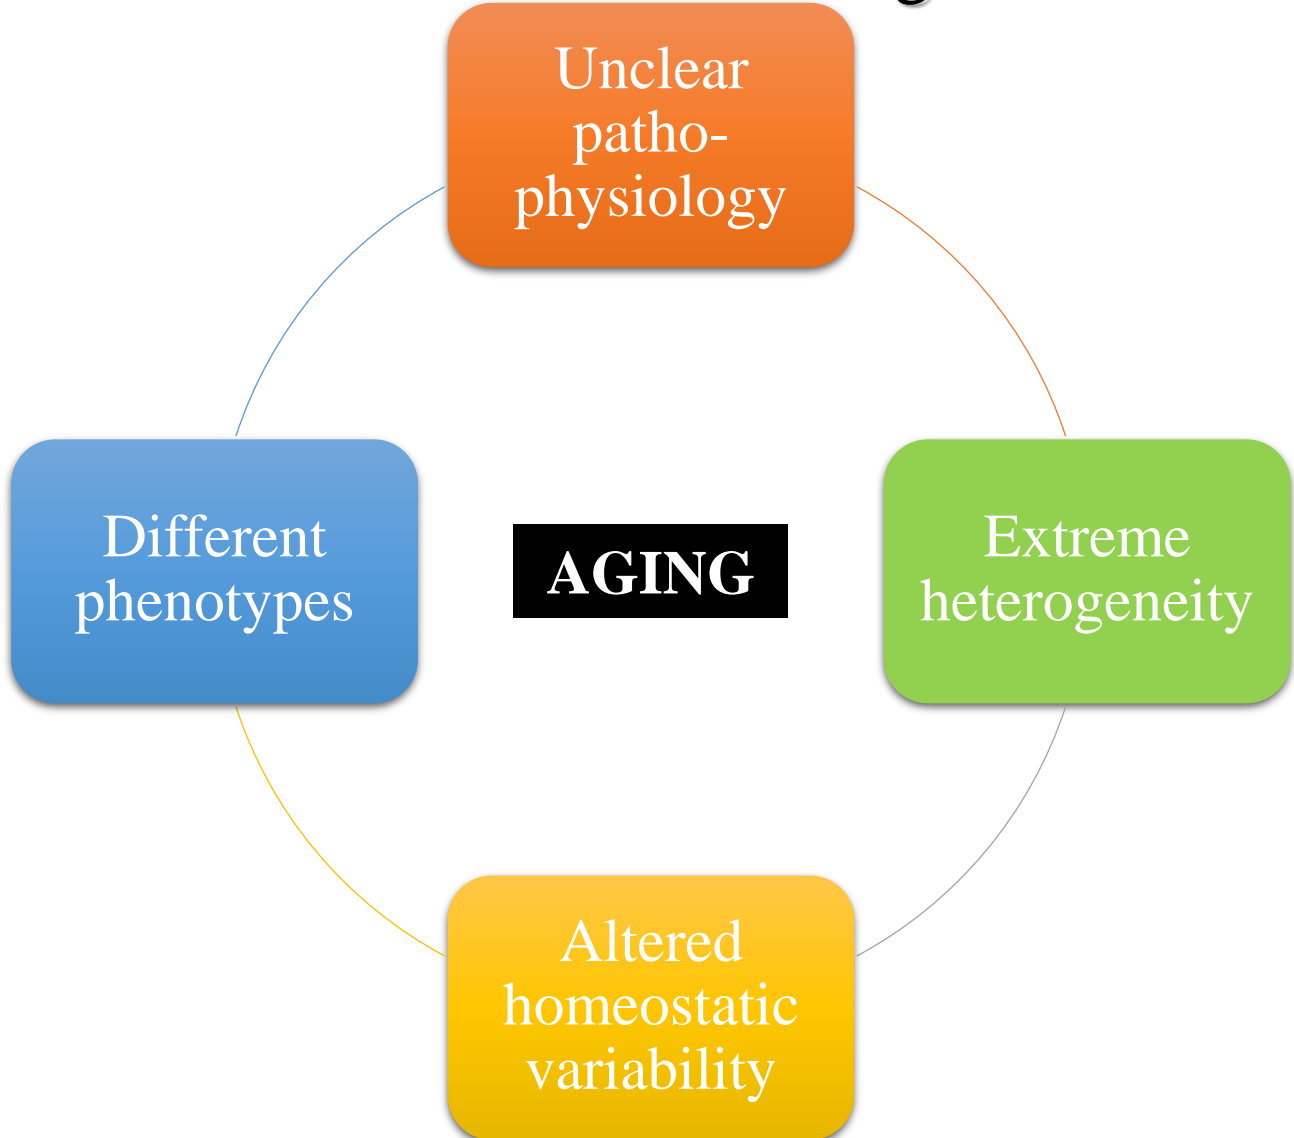 Unclear
patho-
physiology
Different
phenotypes
AGING
Extreme
heterogeneity
Altered
homeostatic
variability